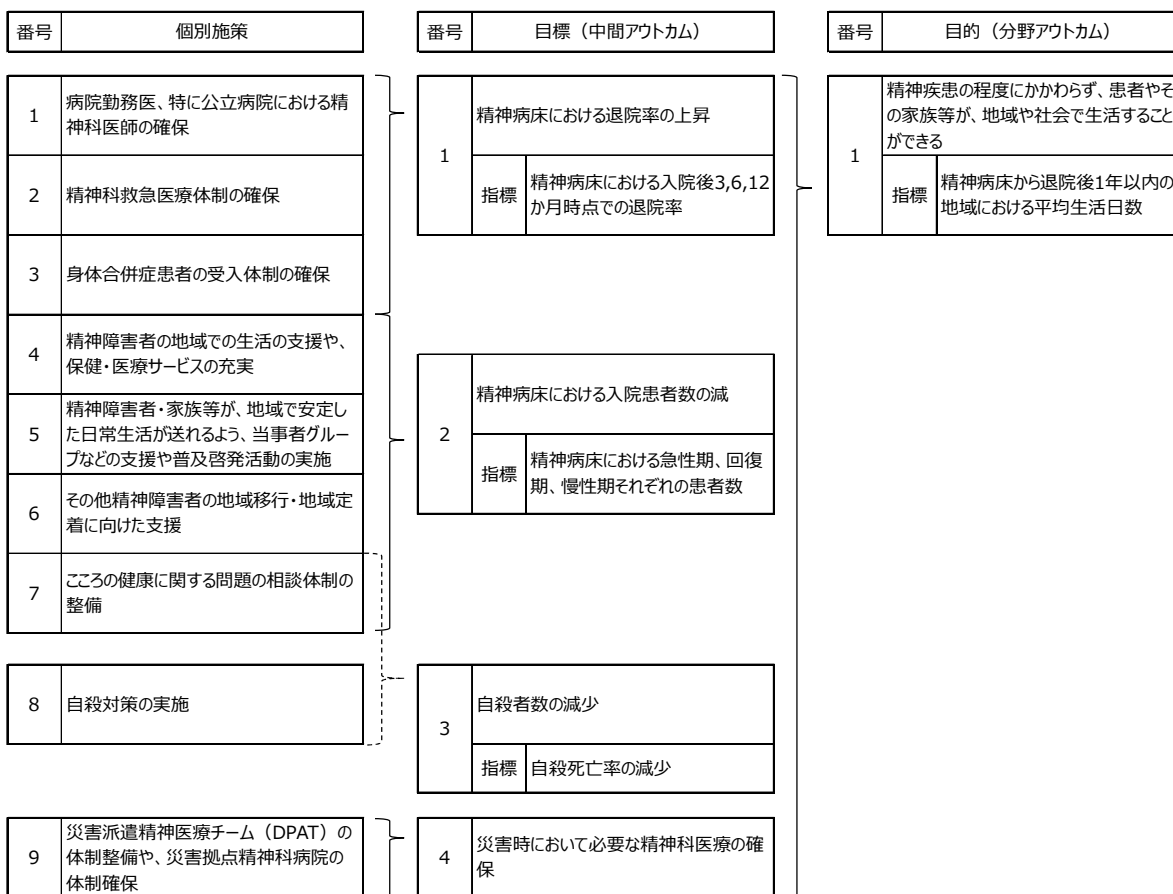 番号 個別施策
1 病院勤務医、特に公立病院における精
神科医師の確保
2 精神科救急医療体制の確保
3 身体合併症患者の受入体制の確保
4 精神障害者の地域での生活の支援や、
保健・医療サービスの充実
5 精神障害者・家族等が、地域で安定し
た日常生活が送れるよう、当事者グルー
プなどの支援や普及啓発活動の実施
6 その他精神障害者の地域移行・地域定
着に向けた支援
7 こころの健康に関する問題の相談体制の
整備
8 自殺対策の実施
9 災害派遣精神医療チーム（DPAT）の
体制整備や、災害拠点精神科病院の
体制確保
番号 目標（中間アウトカム）
1 精神病床における退院率の上昇
指標 精神病床における入院後3,6,12
か月時点での退院率
2 精神病床における入院患者数の減
指標 精神病床における急性期、回復
期、慢性期それぞれの患者数
3 自殺者数の減少
指標 自殺死亡率の減少
4 災害時において必要な精神科医療の確
保
番号 目的（分野アウトカム）
1 精神疾患の程度にかかわらず、患者やそ
の家族等が、地域や社会で生活すること
ができる
指標 精神病床から退院後1年以内の
地域における平均生活日数